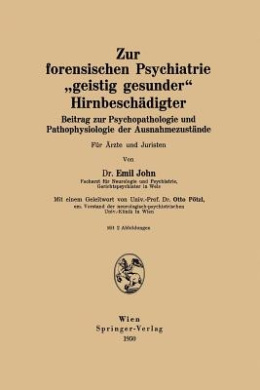 Zur
forensischen Psychiatrie
„geistig gesunder“
Hirnbeschädigter
Beitrag zur Psychopathologie und
Pathophysiologie der Ausnahmezustände
Für Ärzte und Juristen
Von
Dr. Emil John
Facharzt für Neurologie und Psychiatrie,
Gerichtspsychiater in Wels
Mit einem Geleitwort von Univ.-Prof. Dr. Otto Pötzl,
em. Vorstand der neurologisch-psychiatrischen
Univ.-Klinik in Wien
Mit 2 Abbildungen
Wien
Springer-Verlag
1950